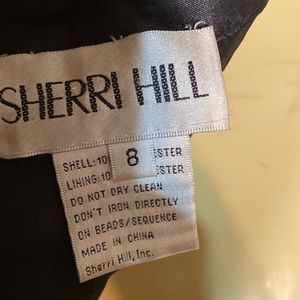 SHERRI HILL
8
SHELL: 10 ESTER
LINING: 10 ESTER
DO NOT DRY CLEAN
DON'T IRON DIRECTLY
ON BEADS/SEQUENCE
MADE IN CHINA
Sherri Hill, Inc.